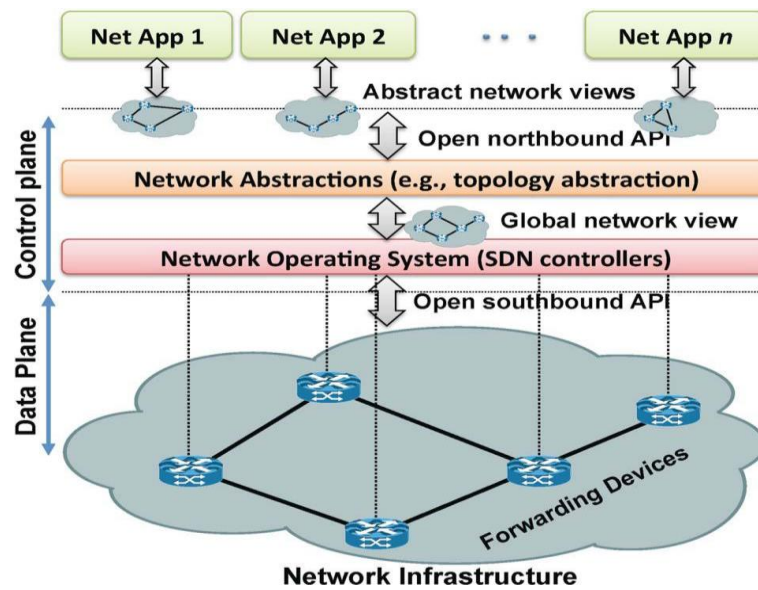 Net App 1
Net App 2
Net App n
Abstract network views
Open northbound API
Control plane
Network Abstractions (e.g., topology abstraction)
Global network view
Network Operating System (SDN controllers)
Open southbound API
Data Plane
Forwarding Devices
Network Infrastructure